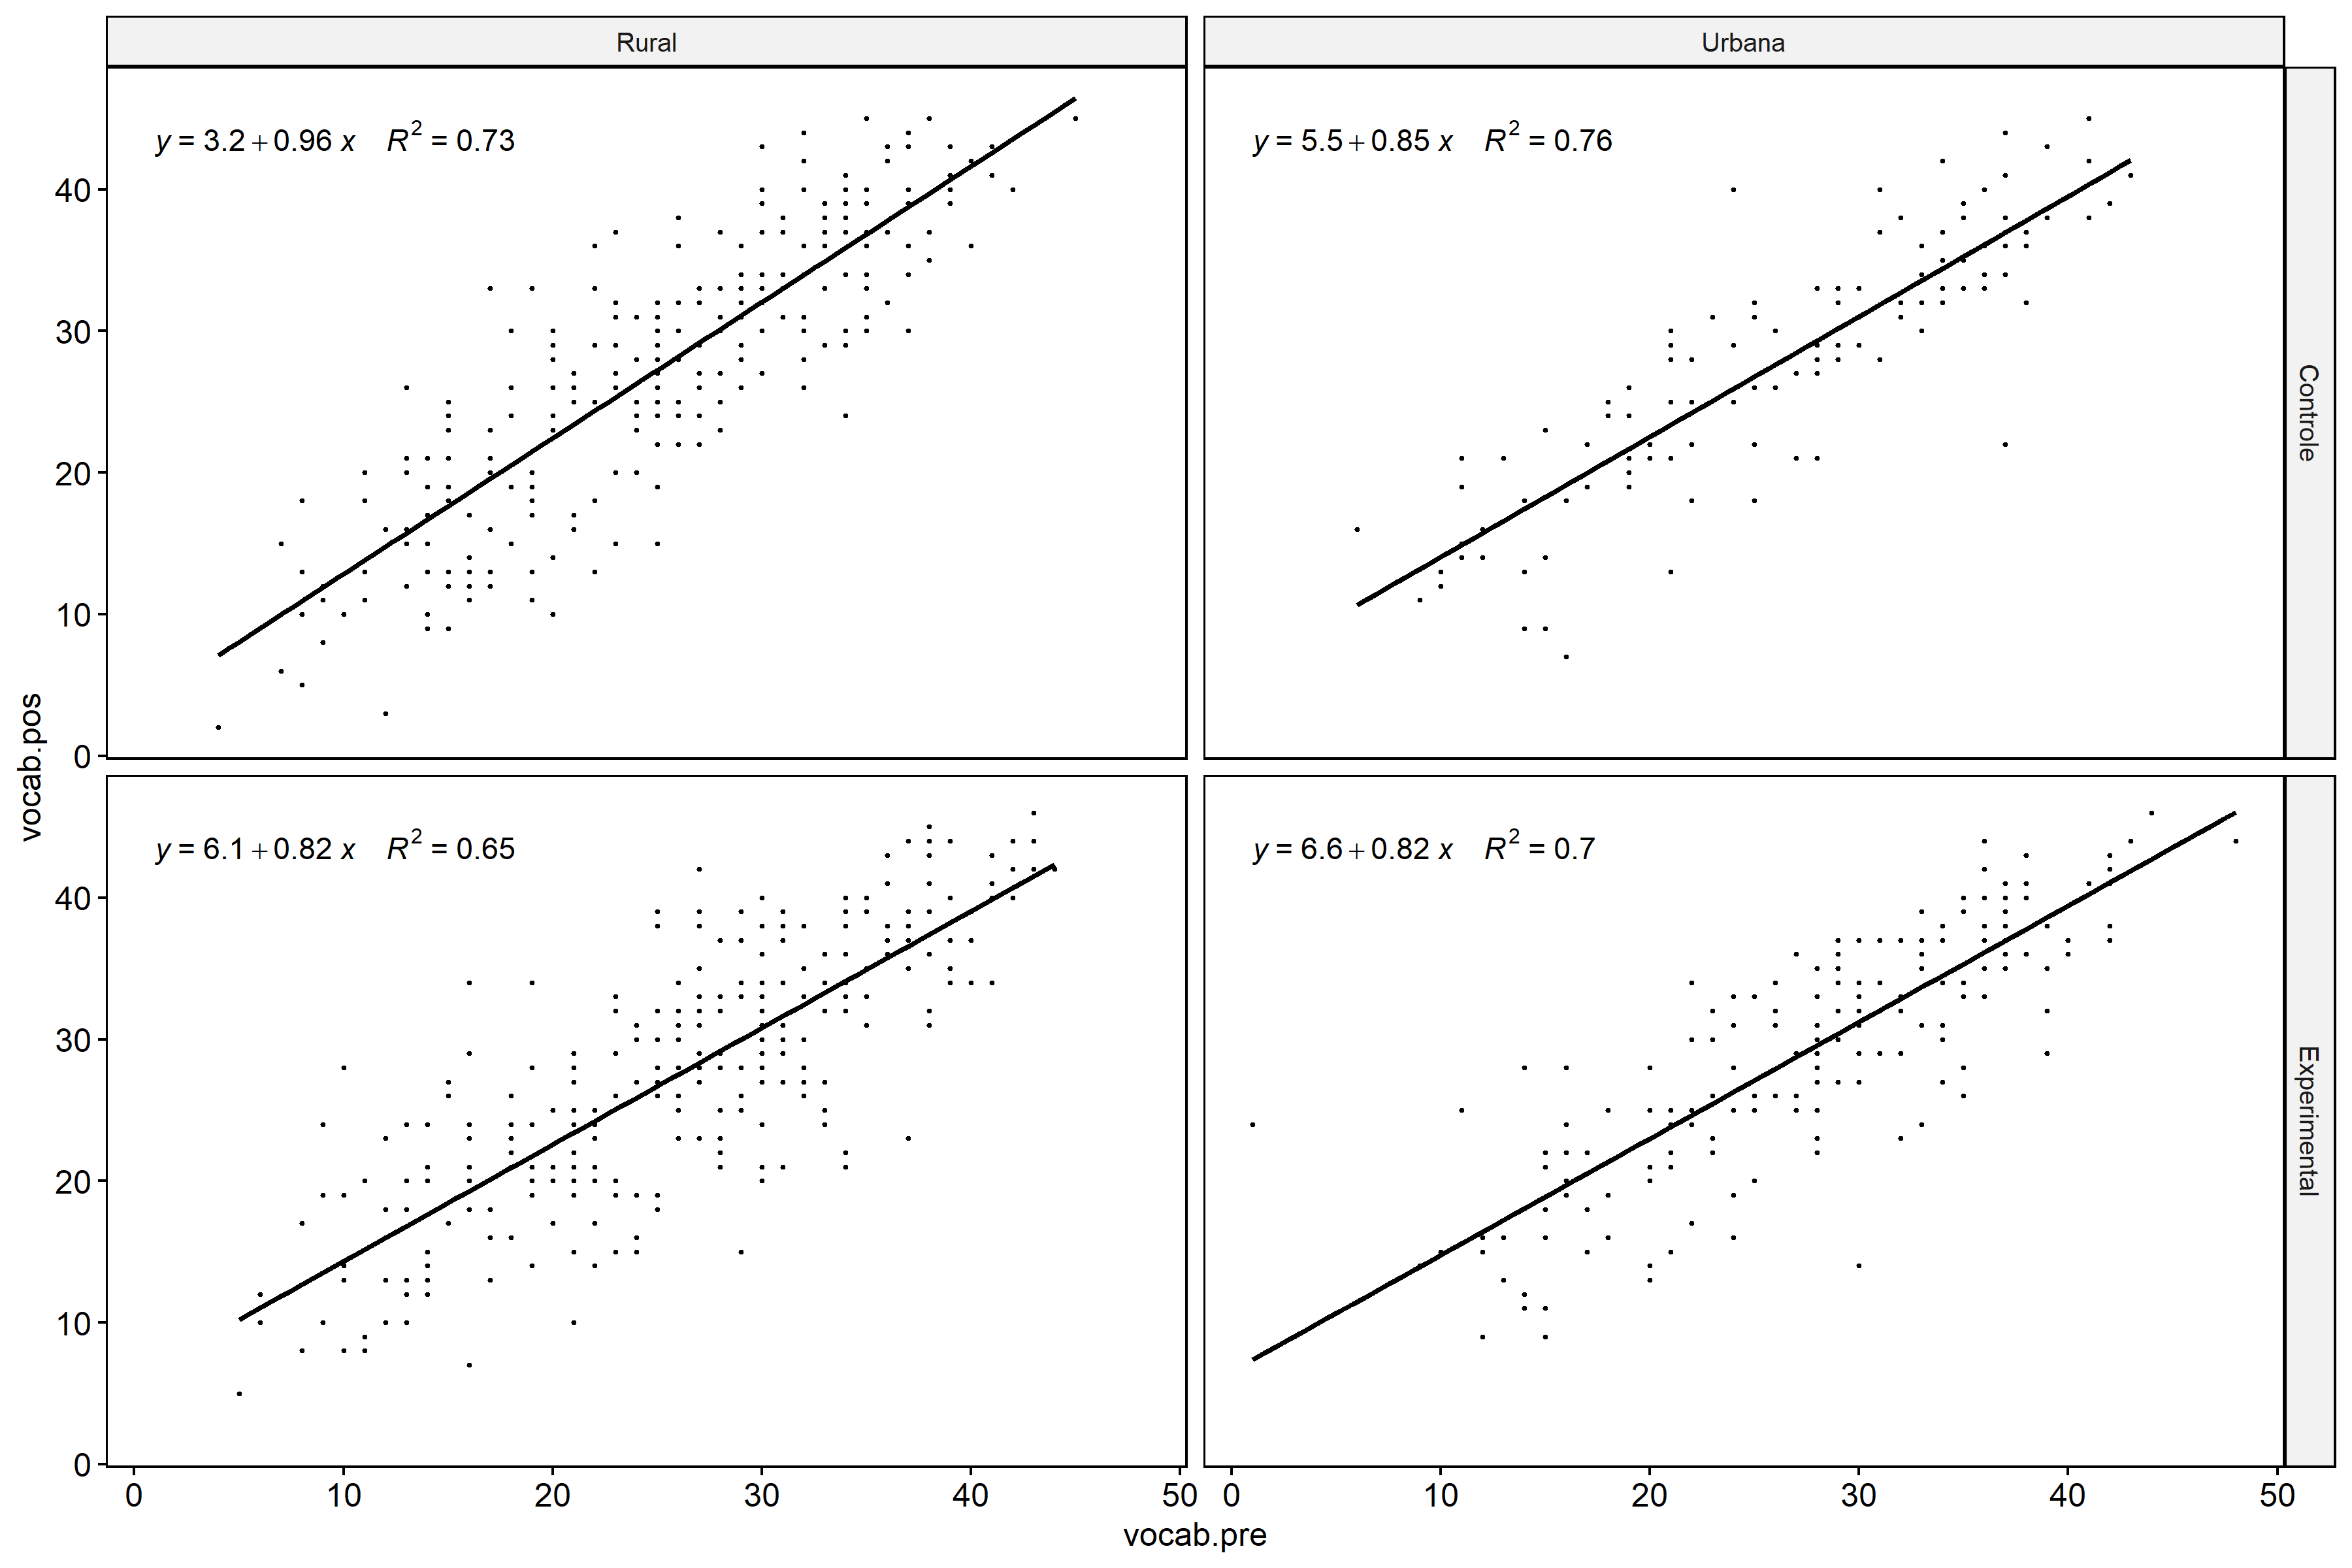 Rural Urbana
y = 3.2 + 0.96 x R² = 0.73
y = 5.5 + 0.85 x R² = 0.76
40
30
20
10
0
Controle
vocab.pos
y = 6.1 + 0.82 x R² = 0.65
y = 6.6 + 0.82 x R² = 0.7
40
30
20
10
0
Experimental
0 10 20 30 40 50 0 10 20 30 40 50
vocab.pre